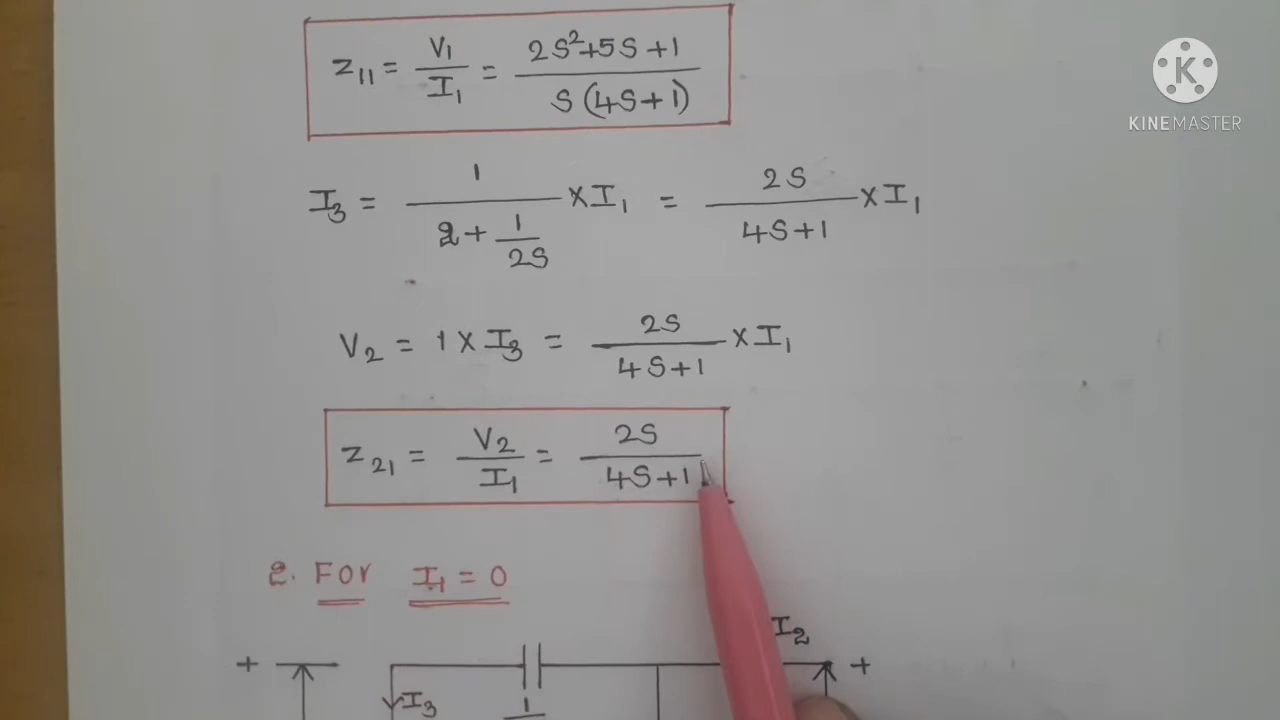 Z11 = V1/I1 = (2S²+5S+1)/(S(4S+1))
K
KINEMASTER
I3 = 1/(2+1/2S) × I1 = 2S/(4S+1) × I1
V2 = 1 × I3 = 2S/(4S+1) × I1
Z21 = V2/I1 = 2S/(4S+1)
2. FOR I1 = 0
I2
+ +
I3 1